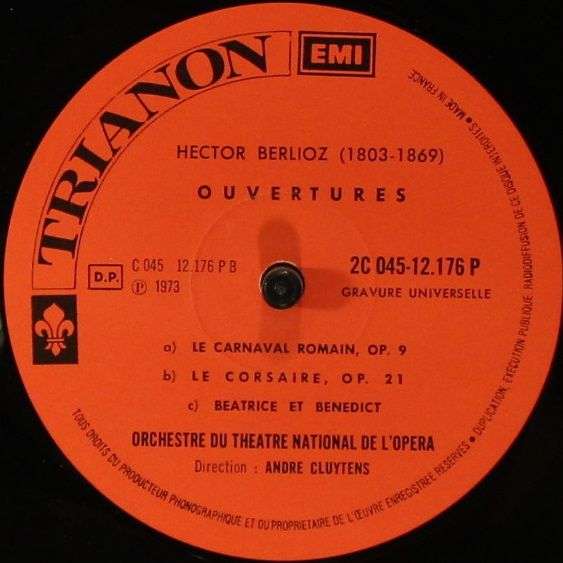 TRIANON
EMI
HECTOR BERLIOZ (1803-1869)
OUVERTURES
D.P.
C 045 12.176 P B
Ⓟ 1973
2C 045-12.176 P
GRAVURE UNIVERSELLE
a) LE CARNAVAL ROMAIN, OP. 9
b) LE CORSAIRE, OP. 21
c) BEATRICE ET BENEDICT
ORCHESTRE DU THEATRE NATIONAL DE L'OPERA
Direction : ANDRE CLUYTENS
TOUS DROITS DU PRODUCTEUR PHONOGRAPHIQUE ET DU PROPRIETAIRE DE L'ŒUVRE ENREGISTREE RESERVES • DUPLICATION, EXECUTION PUBLIQUE, RADIODIFFUSION DE CE DISQUE INTERDITES • MADE IN FRANCE.